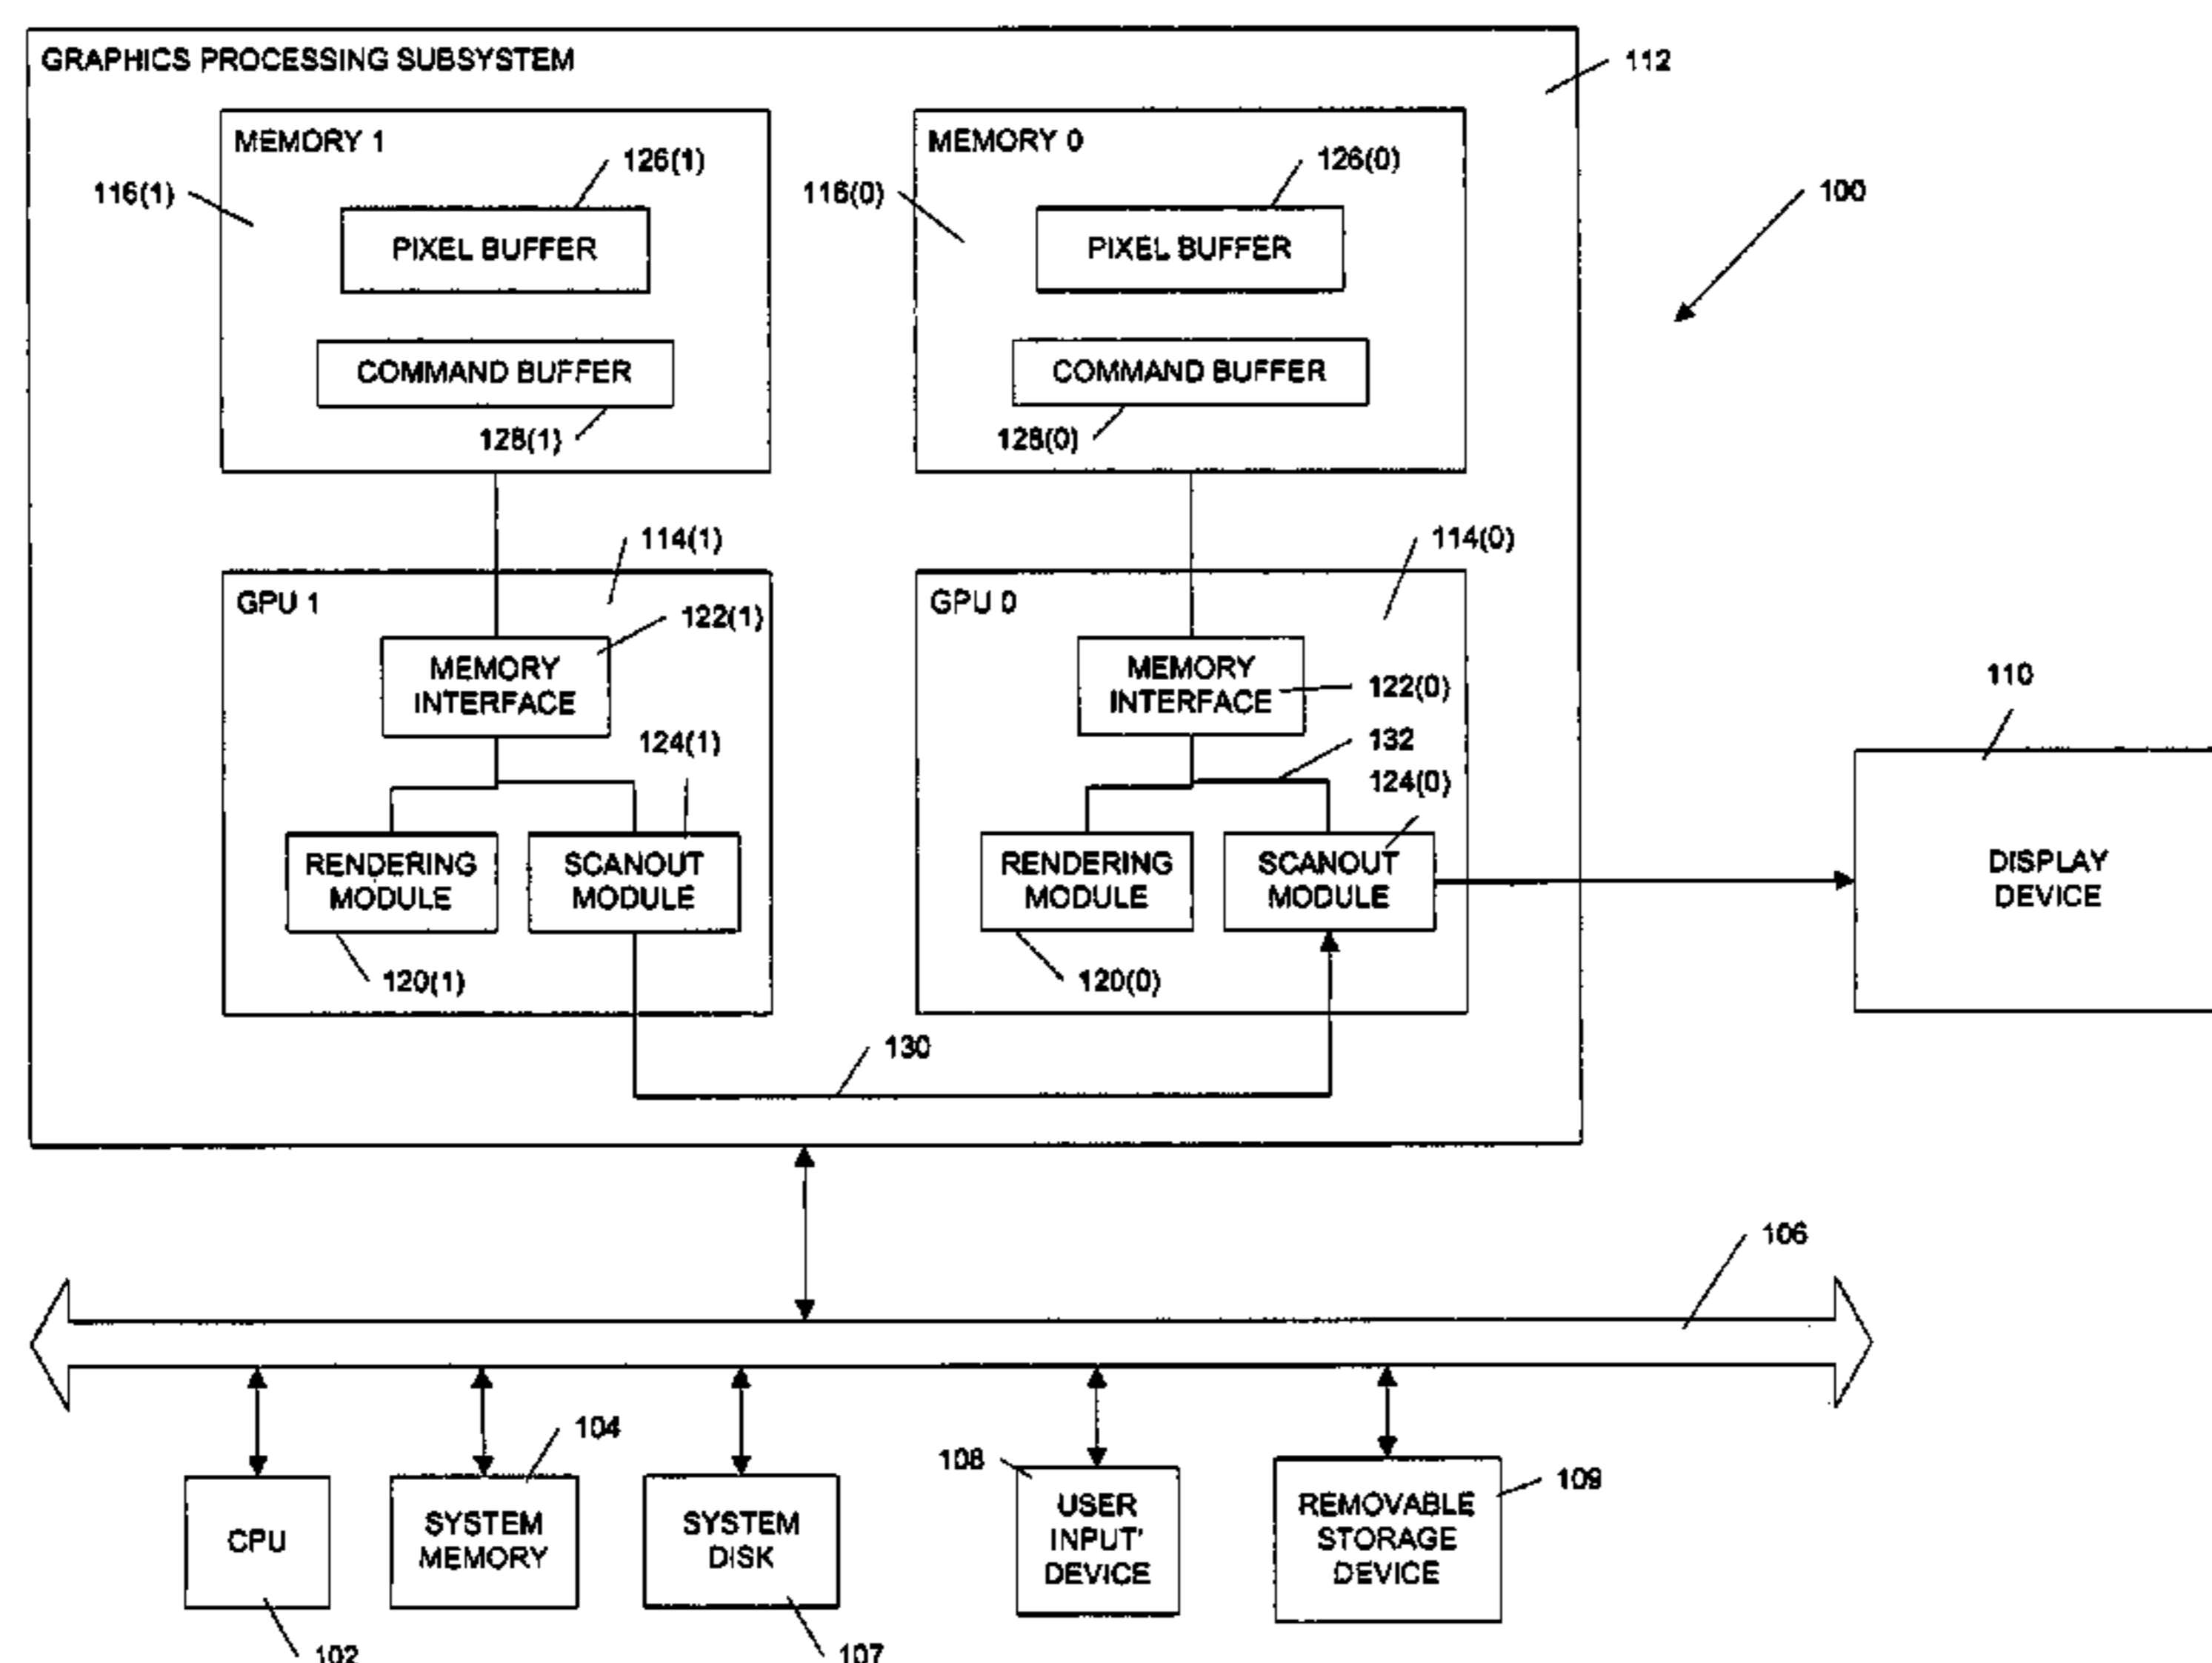 GRAPHICS PROCESSING SUBSYSTEM
112
MEMORY 1
126(1)
116(1)
PIXEL BUFFER
COMMAND BUFFER
128(1)
MEMORY 0
126(0)
116(0)
PIXEL BUFFER
COMMAND BUFFER
128(0)
100
114(1)
GPU 1
122(1)
MEMORY
INTERFACE
124(1)
RENDERING
MODULE
SCANOUT
MODULE
120(1)
114(0)
GPU 0
MEMORY
INTERFACE
122(0)
132
124(0)
RENDERING
MODULE
SCANOUT
MODULE
120(0)
130
110
DISPLAY
DEVICE
106
CPU
102
104
SYSTEM
MEMORY
SYSTEM
DISK
107
108
USER
INPUT'
DEVICE
109
REMOVABLE
STORAGE
DEVICE